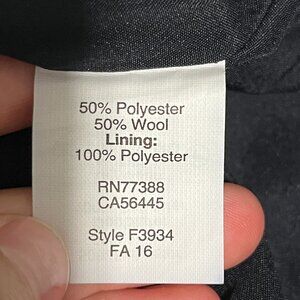 50% Polyester
50% Wool
Lining:
100% Polyester
RN77388
CA56445
Style F3934
FA 16